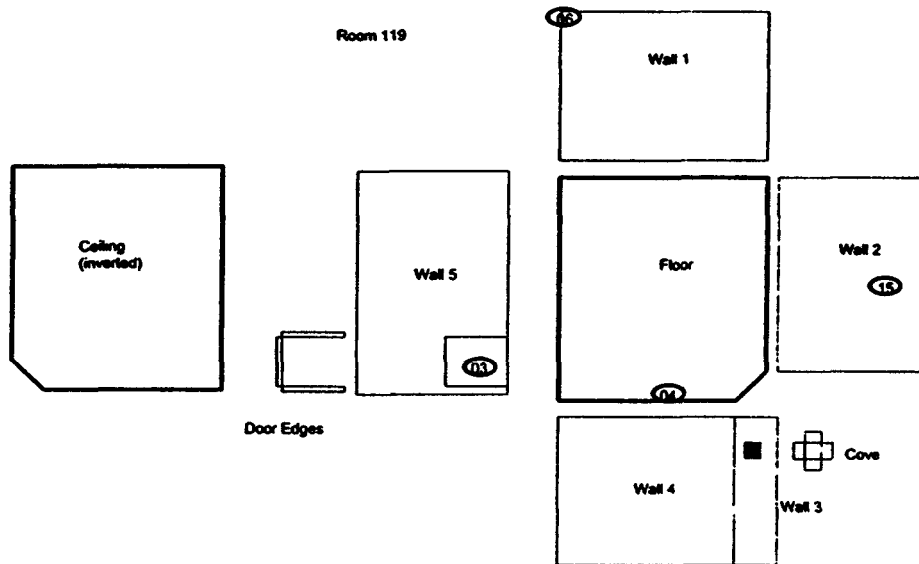 06
Room 119
Wall 1
Ceiling
(inverted)
Wall 5
Floor
Wall 2
15
03
04
Door Edges
Wall 4
Cove
Wall 3